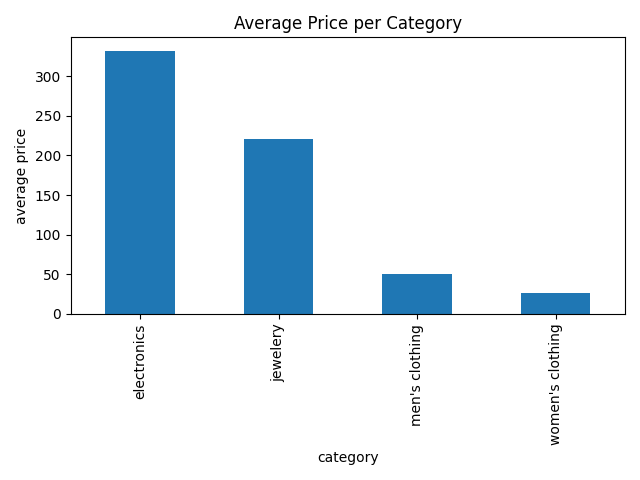 Average Price per Category
average price
300
250
200
150
100
50
0
electronics
jewelery
men's clothing
women's clothing
category